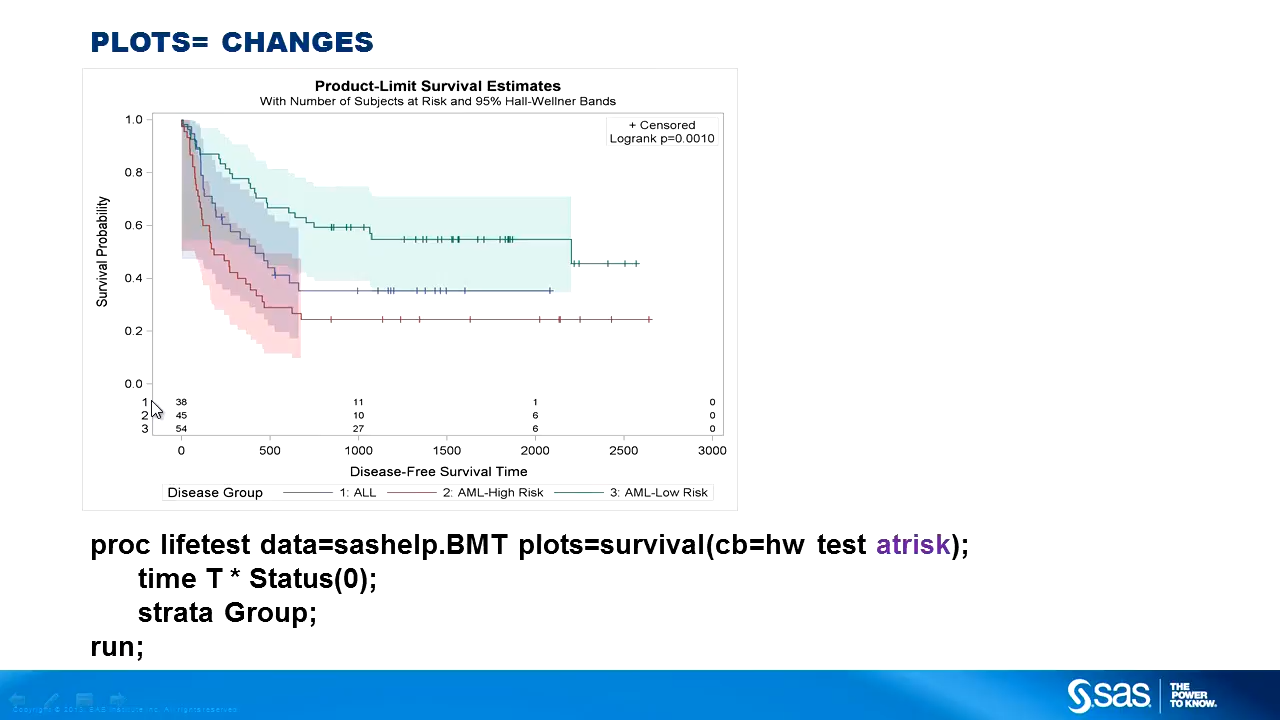 PLOTS= CHANGES
Product-Limit Survival Estimates
With Number of Subjects at Risk and 95% Hall-Wellner Bands
+ Censored
Logrank p=0.0010
Survival Probability
1.0
0.8
0.6
0.4
0.2
0.0
1 38 11 1 0
2 45 10 6 0
3 54 27 6 0
0 500 1000 1500 2000 2500 3000
Disease-Free Survival Time
Disease Group 1: ALL 2: AML-High Risk 3: AML-Low Risk
proc lifetest data=sashelp.BMT plots=survival(cb=hw test atrisk);
time T * Status(0);
strata Group;
run;
sas
THE
POWER
TO KNOW.